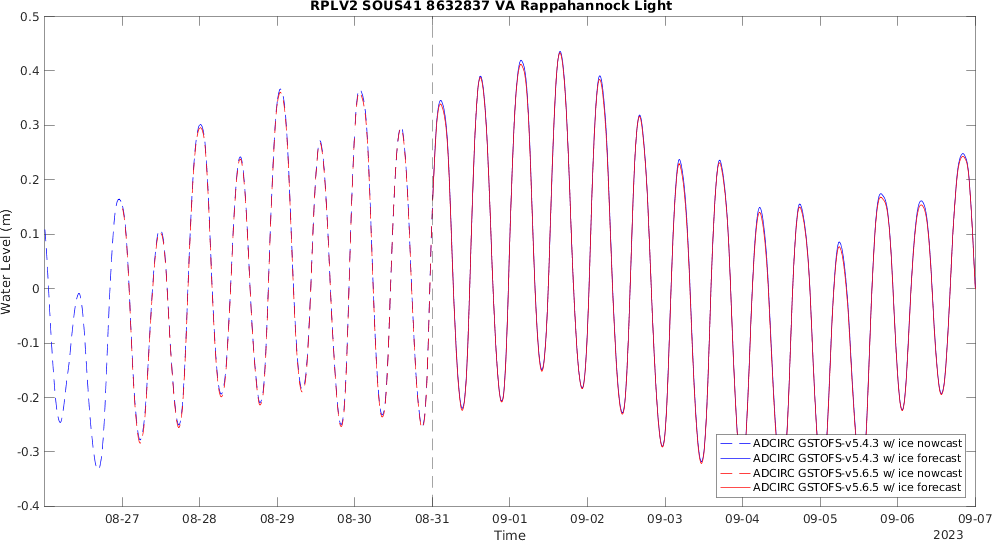 RPLV2 SOUS41 8632837 VA Rappahannock Light
0.5
0.4
0.3
0.2
0.1
0
-0.1
-0.2
-0.3
-0.4
Water Level (m)
ADCIRC GSTOFS-v5.4.3 w/ ice nowcast
ADCIRC GSTOFS-v5.4.3 w/ ice forecast
ADCIRC GSTOFS-v5.6.5 w/ ice nowcast
ADCIRC GSTOFS-v5.6.5 w/ ice forecast
08-27 08-28 08-29 08-30 08-31 09-01 09-02 09-03 09-04 09-05 09-06 09-07
Time
2023